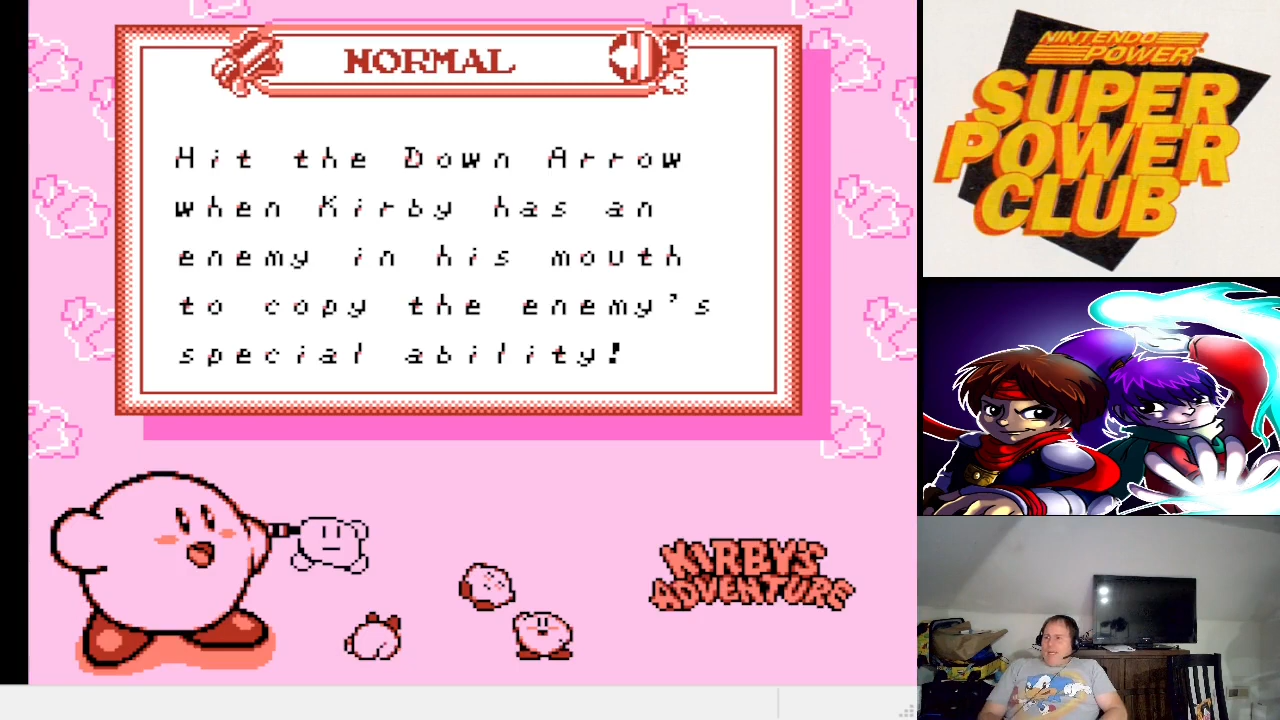 NORMAL
Hit the Down Arrow
when Kirby has an
enemy in his mouth
to copy the enemy's
special ability!
KIRBY'S
ADVENTURE
NINTENDO
POWER
SUPER
POWER
CLUB